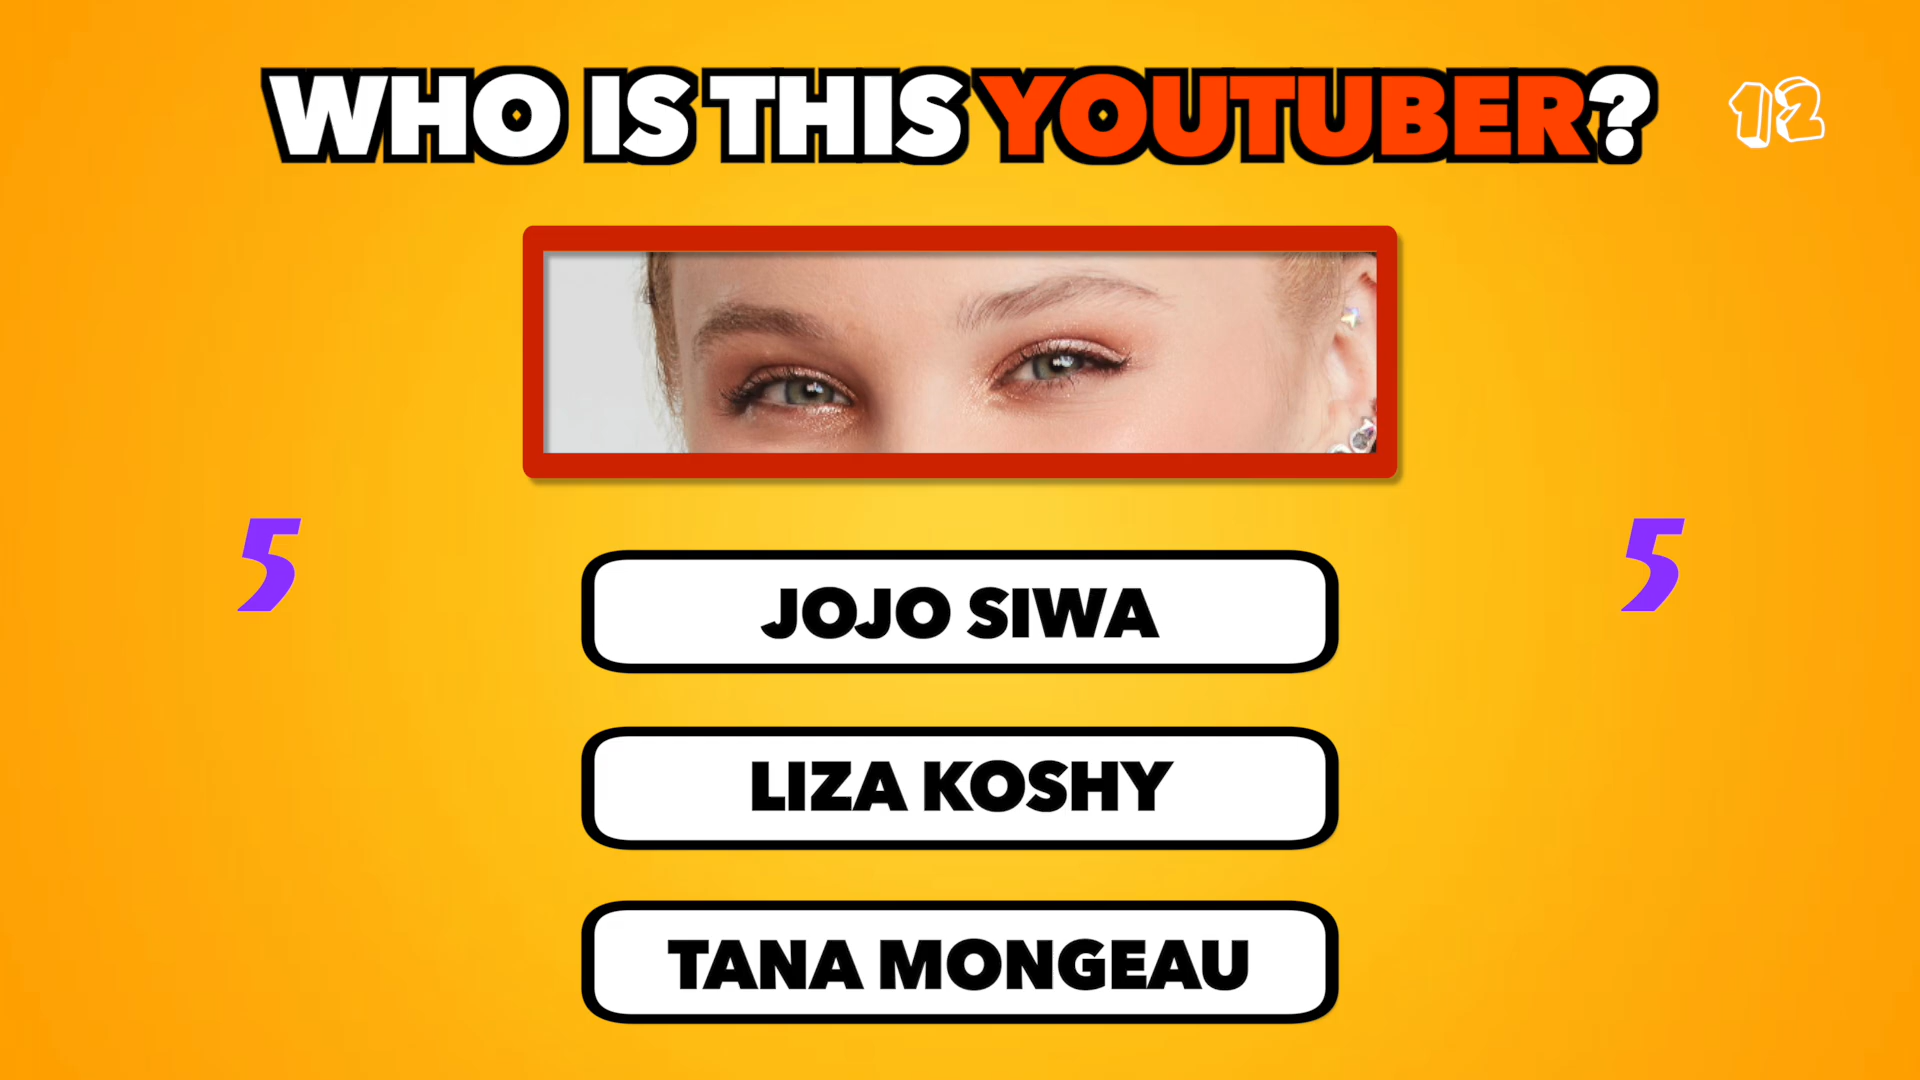 WHO IS THIS YOUTUBER?
12
5
5
JOJO SIWA
LIZA KOSHY
TANA MONGEAU